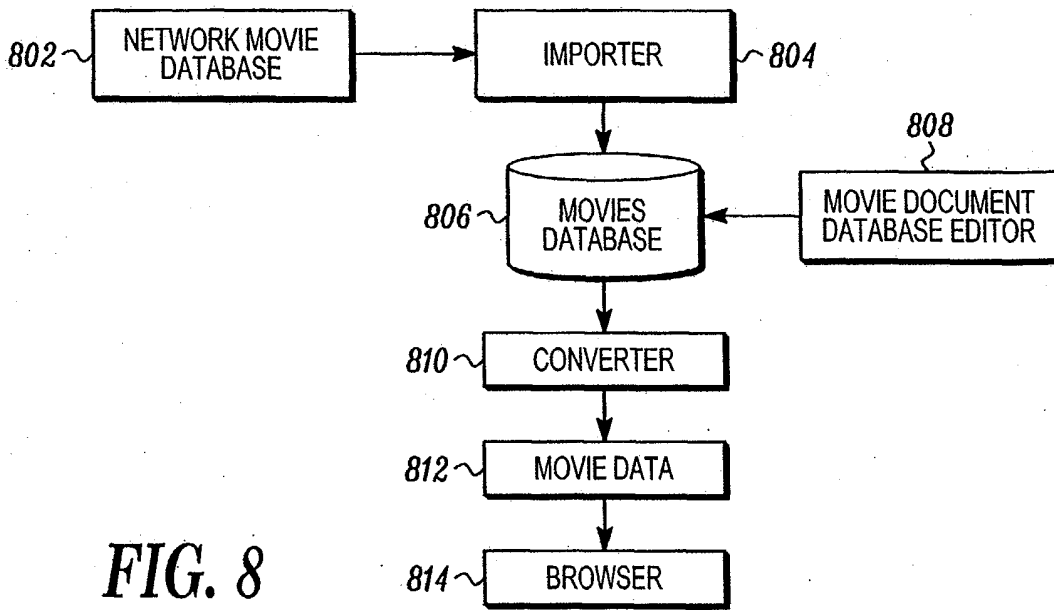 802
NETWORK MOVIE
DATABASE
IMPORTER
804
808
806
MOVIES
DATABASE
MOVIE DOCUMENT
DATABASE EDITOR
810
CONVERTER
812
MOVIE DATA
FIG. 8
814
BROWSER